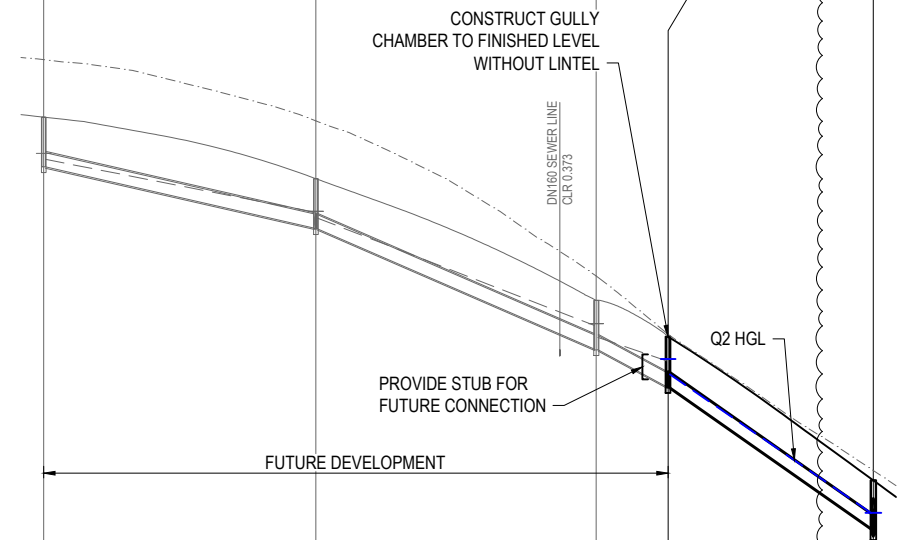 CONSTRUCT GULLY
CHAMBER TO FINISHED LEVEL
WITHOUT LINTEL
DN160 SEWER LINE
CLR 0.373
Q2 HGL
PROVIDE STUB FOR
FUTURE CONNECTION
FUTURE DEVELOPMENT